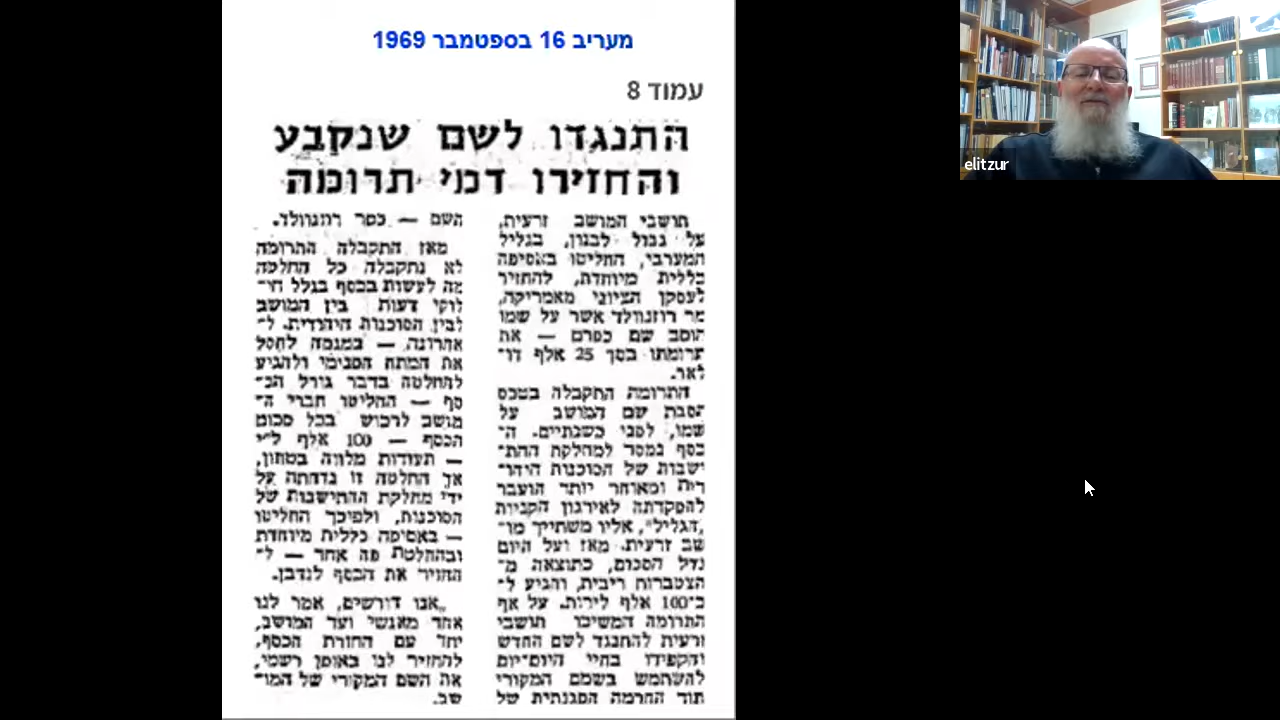 מעריב 16 בספטמבר 1969
עמוד 8
התנגדו לשם שנקבע
והחזירו דמי תרומה
תושבי המושב זרעית,
על גבול לבנון, בגליל
המערבי, החליטו באסיפה
כללית מיוחדת, להחזיר
לעסקן הציוני מאמריקה,
מר רוזנוולד אשר על שמו
הוסב שם כפרם — את
תרומתו בסך 25 אלף דו־
לאר.
התרומה התקבלה בטכס
הסבת שם המושב על
שמו, לפני כשנתיים. ה־
כסף נמסר למחלקת ההת־
ישבות של הסוכנות היהו־
דית ומאוחר יותר הועבר
להפקדתה לאירגון הקניות
„הגליל", אליו משתייך מו־
שב זרעית. מאז ועל היום
גדל הסכום, כתוצאה מ־
הצטברות ריבית, והגיע ל־
כ־100 אלף לירות. על אף
התרומה המשיכו תושבי
זרעית להתנגד לשם החדש
והקפידו בחיי היום־יום
להשתמש בשמם המקורי
תוך החרמה הפגנתית של
השם — כפר רוזנוולד.
מאז התקבלה התרומה
לא נתקבלה כל החלטה
מה לעשות בכסף בגלל חי־
לוקי דעות בין המושב
לבין הסוכנות היהודית. ל־
אחרונה, — במגמה לחסל
את המתח הפנימי ולהגיע
להחלטה בדבר גורל הכ־
סף — החליטו חברי ה־
מושב לרכוש בכל סכום
הכסף — 100 אלף ל"י
— תעודות מלווה בטחון,
אך החלטה זו נדחתה על
ידי מחלקת ההתישבות של
הסוכנות, ולפיכך החליטו
— באסיפה כללית מיוחדת
ובהחלטת פה אחד — ל־
החזיר את הכסף לנדבן.
„אנו דורשים, אמר לנו
אחד מאנשי ועד המושב,
יחד עם החזרת הכסף,
להחזיר לנו באופן רשמי,
את השם המקורי של המו־
שב.
elitzur